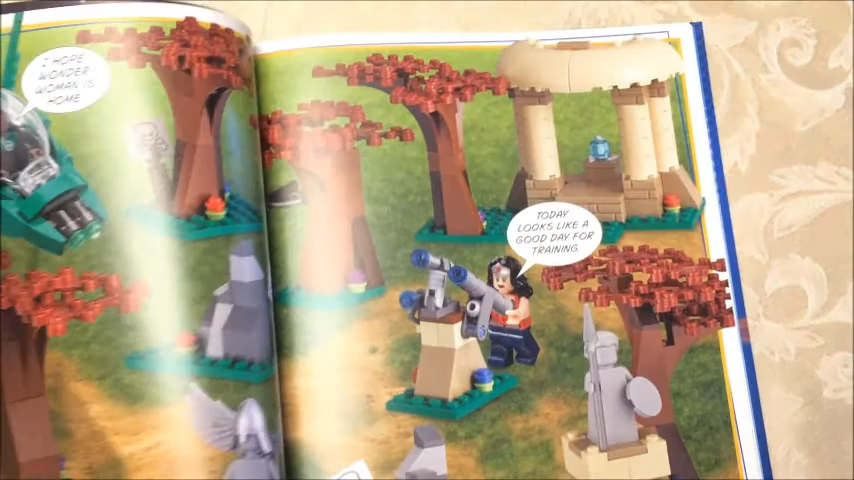 I HOPE
WONDER
WOMAN IS
HOME
TODAY
LOOKS LIKE A
GOOD DAY FOR
TRAINING.